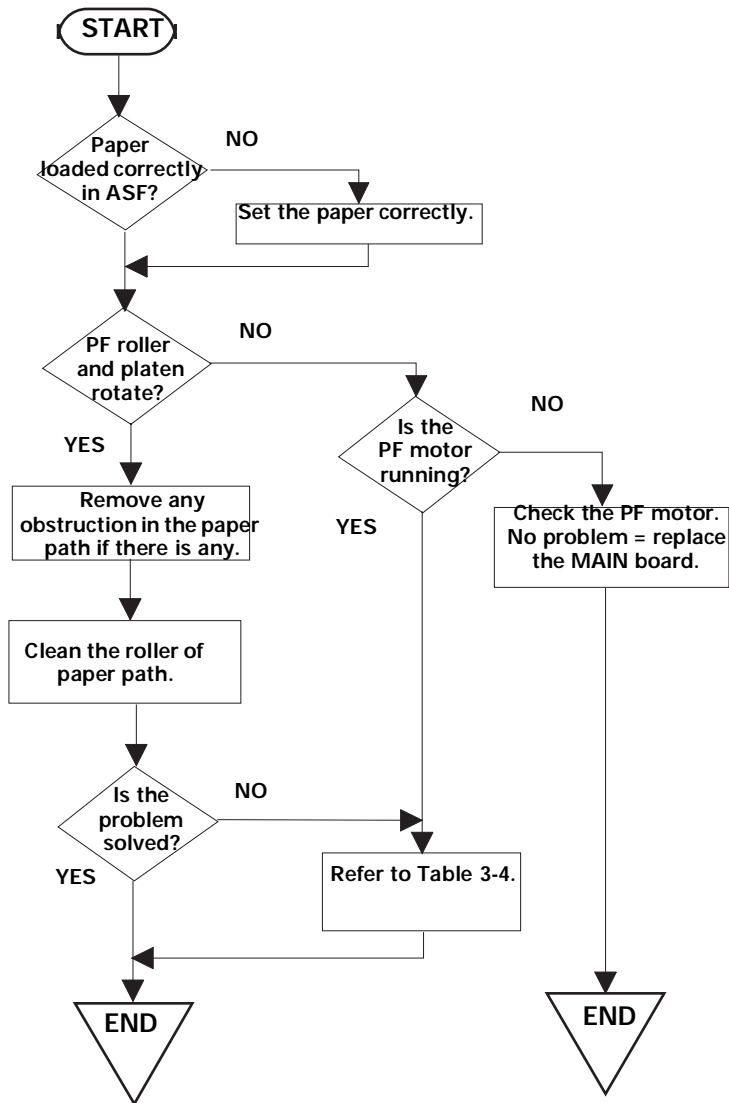 START
Paper
loaded correctly
in ASF?
NO
Set the paper correctly.
PF roller
and platen
rotate?
NO
YES
Is the
PF motor
running?
NO
YES
Remove any
obstruction in the paper
path if there is any.
Check the PF motor.
No problem = replace
the MAIN board.
Clean the roller of
paper path.
Is the
problem
solved?
NO
YES
Refer to Table 3-4.
END
END